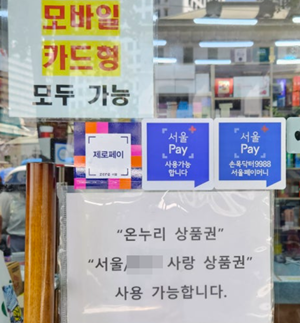 모바일
카드형
모두 가능
제로페이
서울
Pay
사용가능
합니다
서울
Pay
손목닥터9988
서울페이머니
“온누리 상품권”
“서울/ 사랑 상품권”
사용 가능합니다.